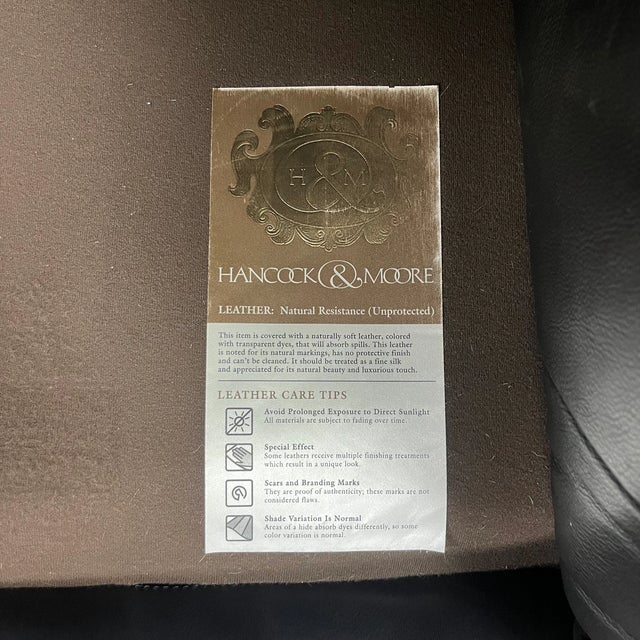 H & M
HANCOCK & MOORE
LEATHER: Natural Resistance (Unprotected)
This item is covered with a naturally soft leather, colored
with transparent dyes, that will absorb spills. This leather
is noted for its natural markings, has no protective finish
and can't be cleaned. It should be treated as a fine silk
and appreciated for its natural beauty and luxurious touch.
LEATHER CARE TIPS
Avoid Prolonged Exposure to Direct Sunlight
All materials are subject to fading over time.
Special Effect
Some leathers receive multiple finishing treatments
which result in a unique look.
Scars and Branding Marks
They are proof of authenticity; these marks are not
considered flaws.
Shade Variation Is Normal
Areas of a hide absorb dyes differently, so some
color variation is normal.